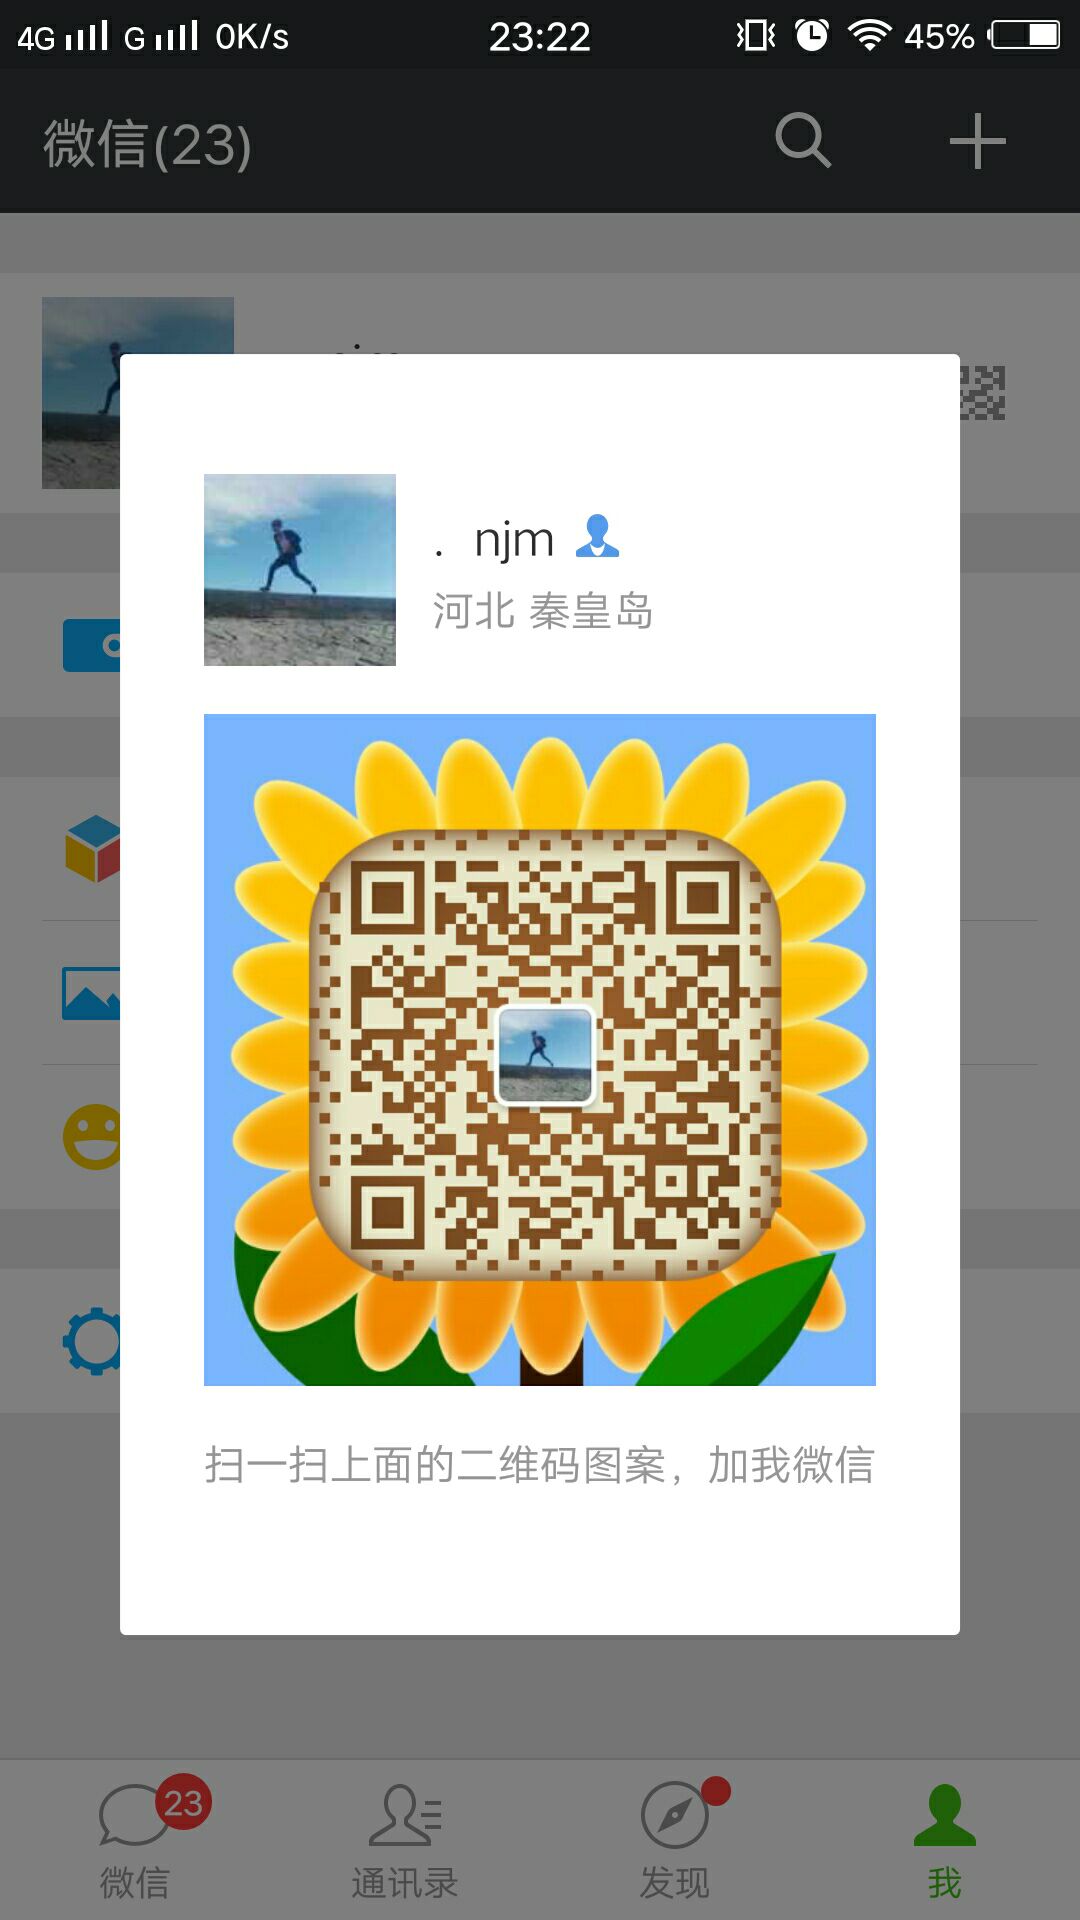 4G G 0K/s 23:22 45%
微信(23)
. njm
河北 秦皇岛
扫一扫上面的二维码图案，加我微信
23
微信 通讯录 发现 我